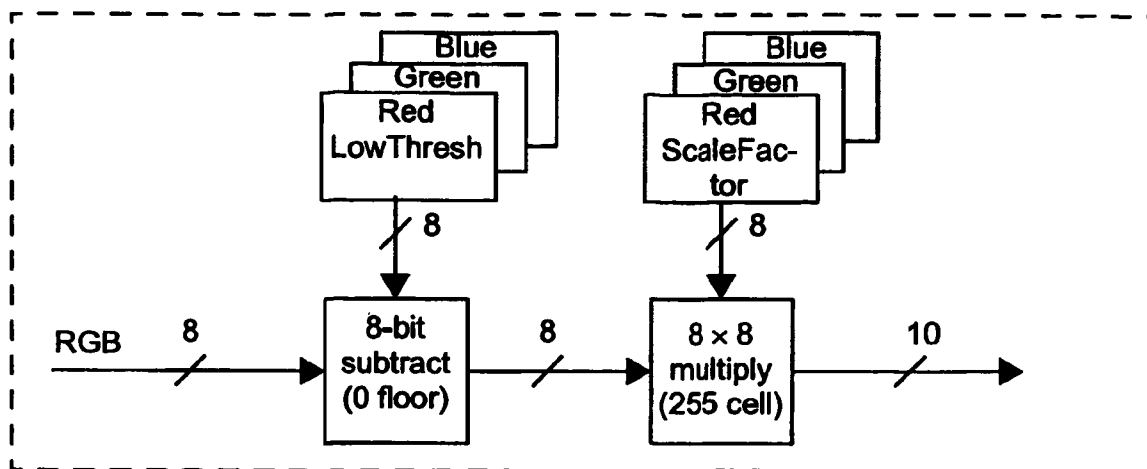 Blue
Green
Red
LowThresh
Blue
Green
Red
ScaleFac-
tor
8
8
RGB
8
8-bit
subtract
(0 floor)
8
8 × 8
multiply
(255 cell)
10